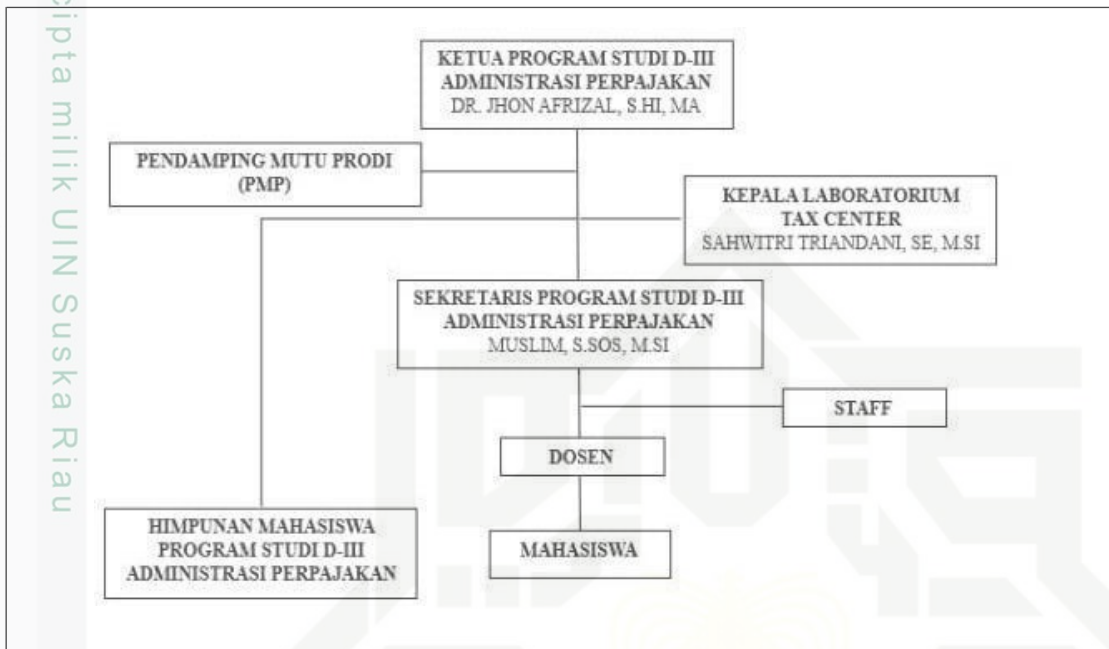 cipta milik UIN Suska Riau
KETUA PROGRAM STUDI D-III
ADMINISTRASI PERPAJAKAN
DR. JHON AFRIZAL, S.HI, MA
PENDAMPING MUTU PRODI
(PMP)
KEPALA LABORATORIUM
TAX CENTER
SAHWITRI TRIANDANI, SE, M.SI
SEKRETARIS PROGRAM STUDI D-III
ADMINISTRASI PERPAJAKAN
MUSLIM, S.SOS, M.SI
STAFF
DOSEN
HIMPUNAN MAHASISWA
PROGRAM STUDI D-III
ADMINISTRASI PERPAJAKAN
MAHASISWA